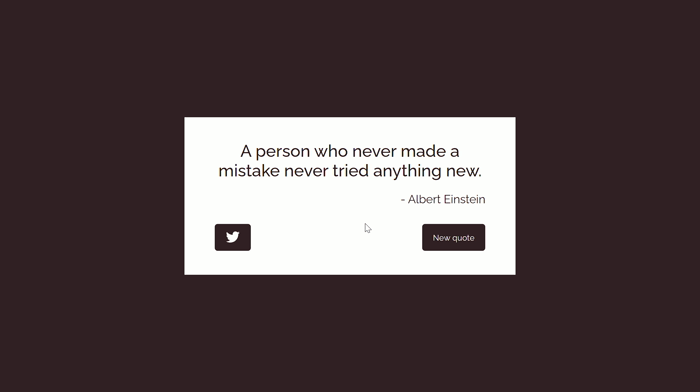 A person who never made a
mistake never tried anything new.
- Albert Einstein
New quote